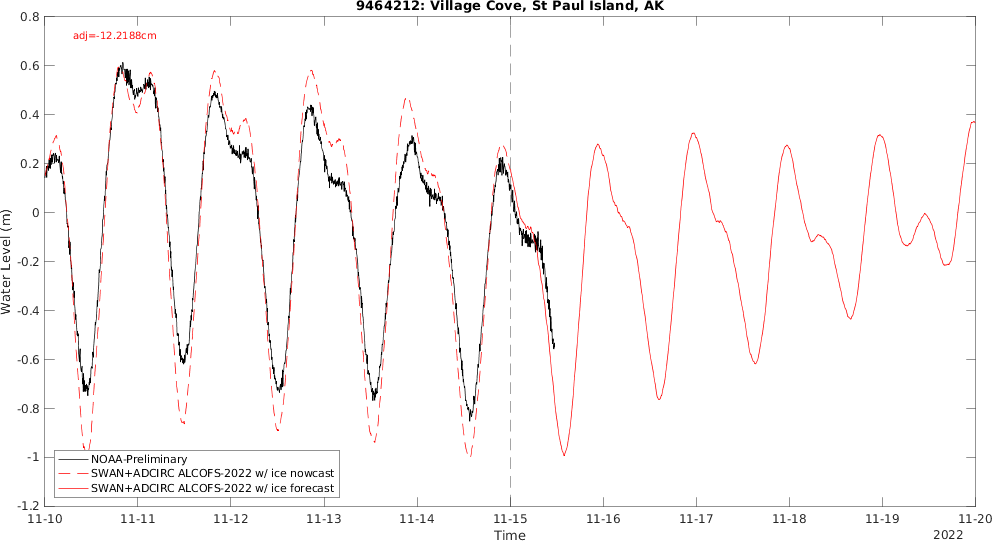 9464212: Village Cove, St Paul Island, AK
adj=-12.2188cm
Water Level (m)
0.8
0.6
0.4
0.2
0
-0.2
-0.4
-0.6
-0.8
-1
-1.2
NOAA-Preliminary
SWAN+ADCIRC ALCOFS-2022 w/ ice nowcast
SWAN+ADCIRC ALCOFS-2022 w/ ice forecast
11-10 11-11 11-12 11-13 11-14 11-15 11-16 11-17 11-18 11-19 11-20
Time
2022